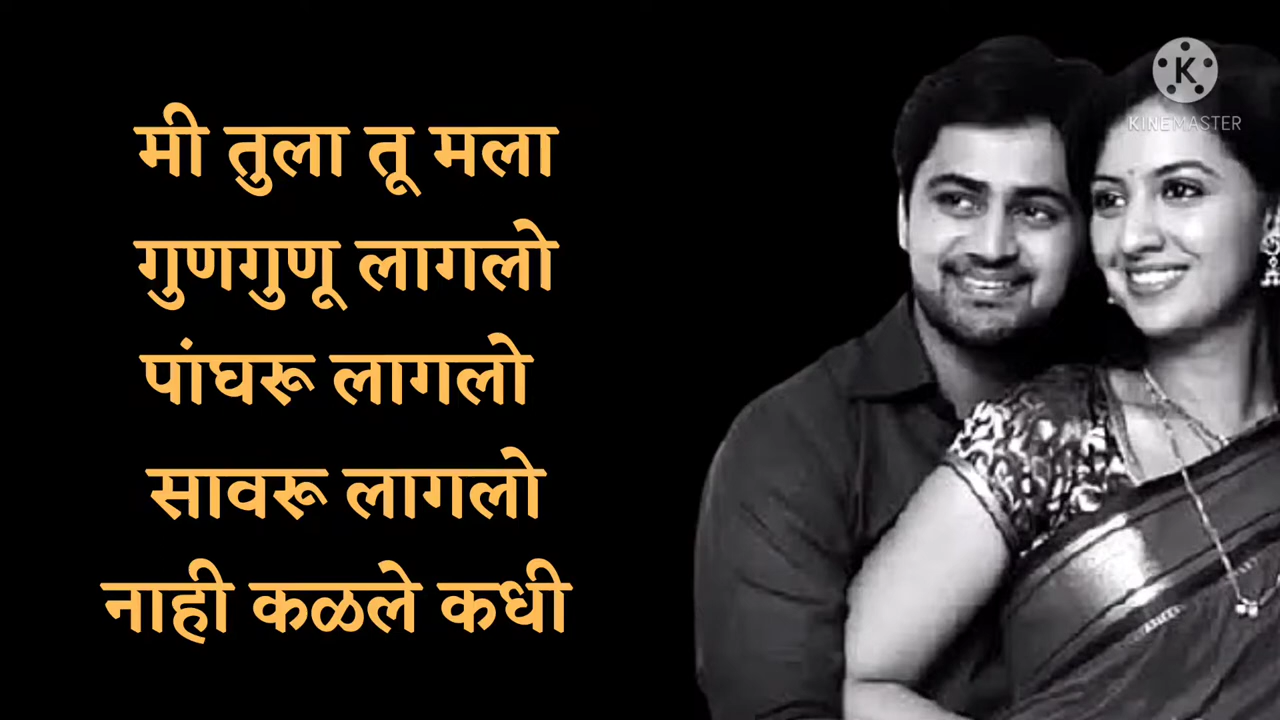 मी तुला तू मला
गुणगुणू लागलो
पांघरू लागलो
सावरू लागलो
नाही कळले कधी
K
KINEMASTER